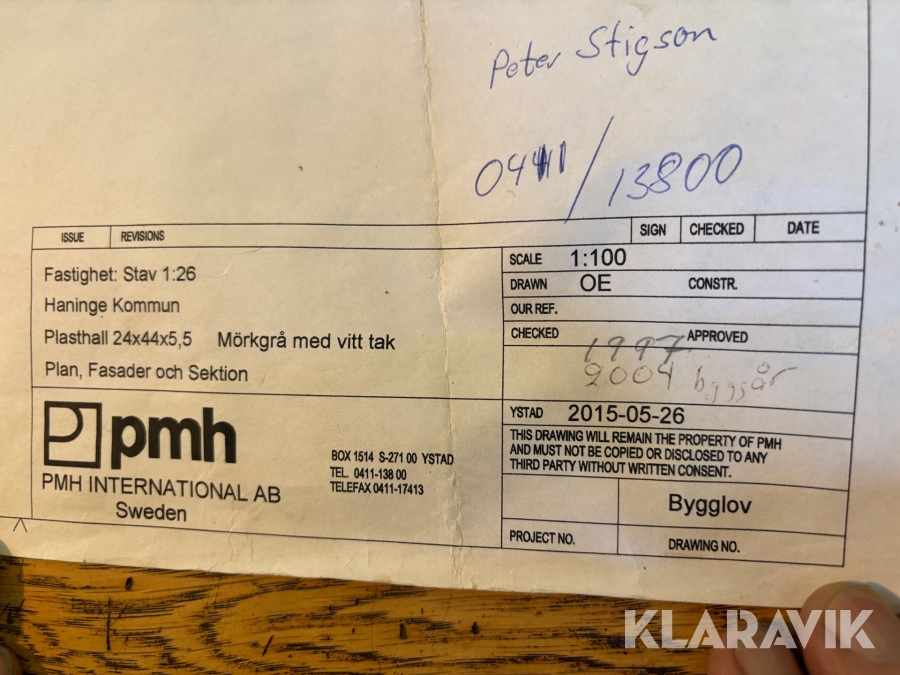 Peter Stigson
0411/13800
ISSUE REVISIONS SIGN CHECKED DATE
Fastighet: Stav 1:26
Haninge Kommun
Plasthall 24x44x5,5 Mörkgrå med vitt tak
Plan, Fasader och Sektion
SCALE 1:100
DRAWN OE CONSTR.
OUR REF.
CHECKED APPROVED
1997
2004 byggår
YSTAD 2015-05-26
THIS DRAWING WILL REMAIN THE PROPERTY OF PMH
AND MUST NOT BE COPIED OR DISCLOSED TO ANY
THIRD PARTY WITHOUT WRITTEN CONSENT.
pmh
PMH INTERNATIONAL AB
Sweden
BOX 1514 S-271 00 YSTAD
TEL. 0411-138 00
TELEFAX 0411-17413
Bygglov
PROJECT NO. DRAWING NO.
KLARAVIK